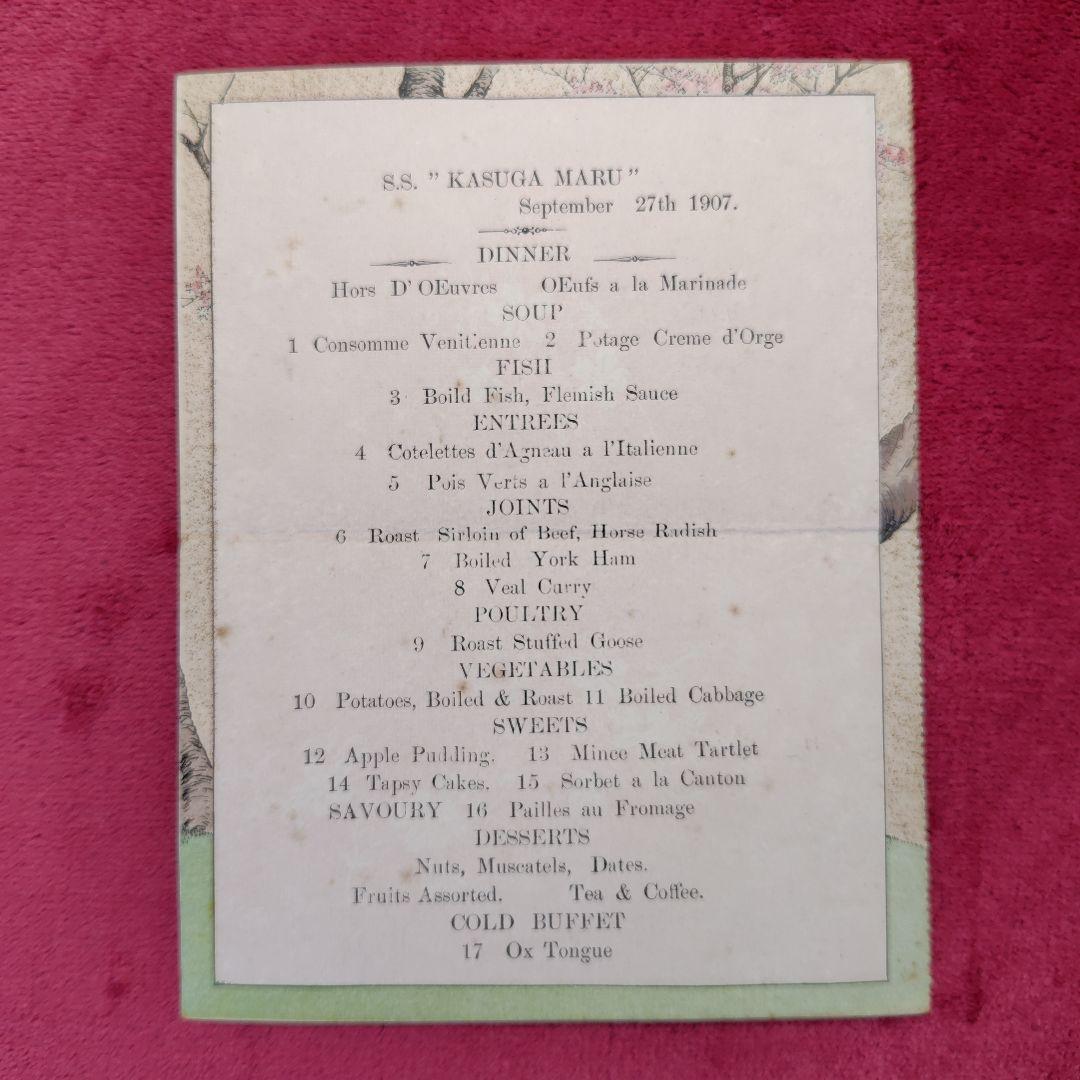 S.S. " KASUGA MARU "
September 27th 1907.
DINNER
Hors D' OEuvres OEufs a la Marinade
SOUP
1 Consomme Venitienne 2 Potage Creme d'Orge
FISH
3 Boild Fish, Flemish Sauce
ENTREES
4 Cotelettes d'Agneau a l'Italienne
5 Pois Verts a l'Anglaise
JOINTS
6 Roast Sirloin of Beef, Horse Radish
7 Boiled York Ham
8 Veal Curry
POULTRY
9 Roast Stuffed Goose
VEGETABLES
10 Potatoes, Boiled & Roast 11 Boiled Cabbage
SWEETS
12 Apple Pudding. 13 Mince Meat Tartlet
14 Tapsy Cakes. 15 Sorbet a la Canton
SAVOURY 16 Pailles au Fromage
DESSERTS
Nuts, Muscatels, Dates.
Fruits Assorted. Tea & Coffee.
COLD BUFFET
17 Ox Tongue